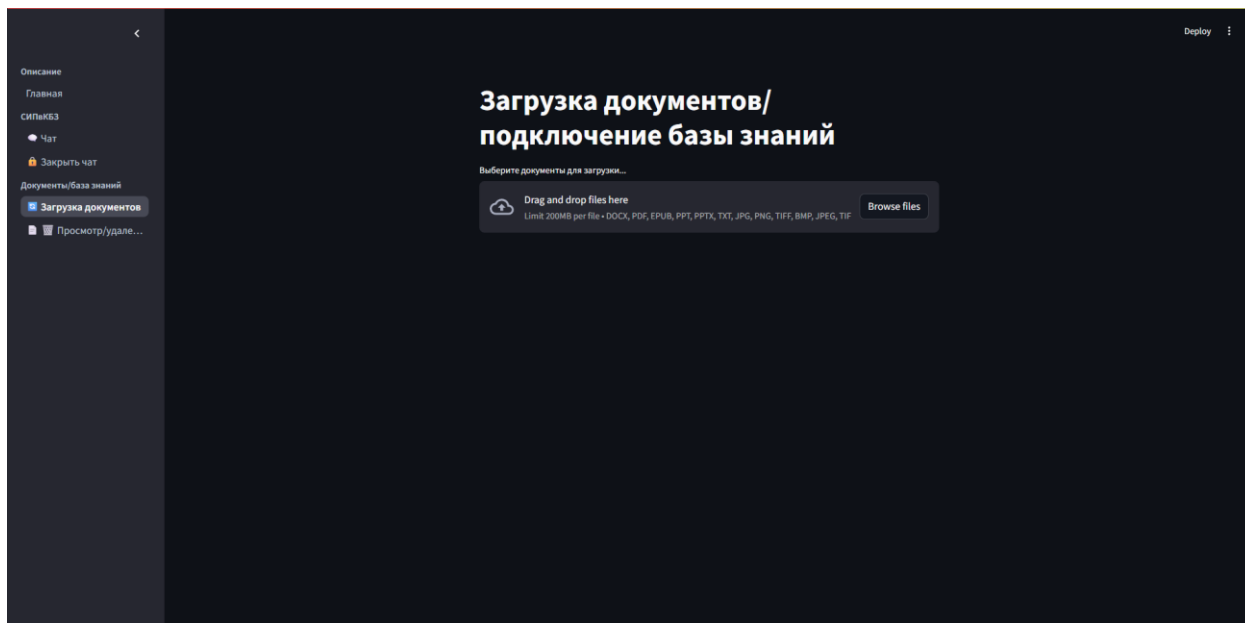 Deploy
Описание
Главная
СИПвКБЗ
Чат
Закрыть чат
Документы/база знаний
Загрузка документов
Просмотр/удале...
Загрузка документов/
подключение базы знаний
Выберите документы для загрузки...
Drag and drop files here
Limit 200MB per file • DOCX, PDF, EPUB, PPT, PPTX, TXT, JPG, PNG, TIFF, BMP, JPEG, TIF
Browse files